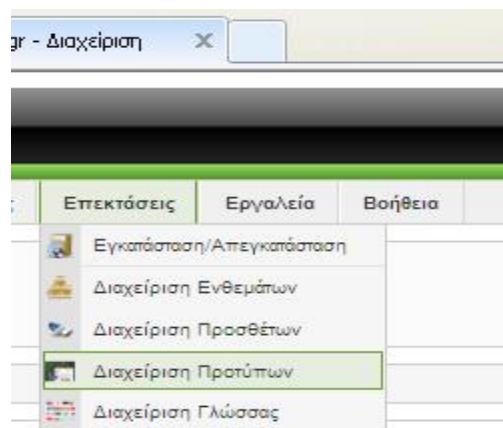 gr - Διαχείριση
Επεκτάσεις Εργαλεία Βοήθεια
Εγκατάσταση/Απεγκατάσταση
Διαχείριση Ενθεμάτων
Διαχείριση Προσθέτων
Διαχείριση Προτύπων
Διαχείριση Γλώσσας